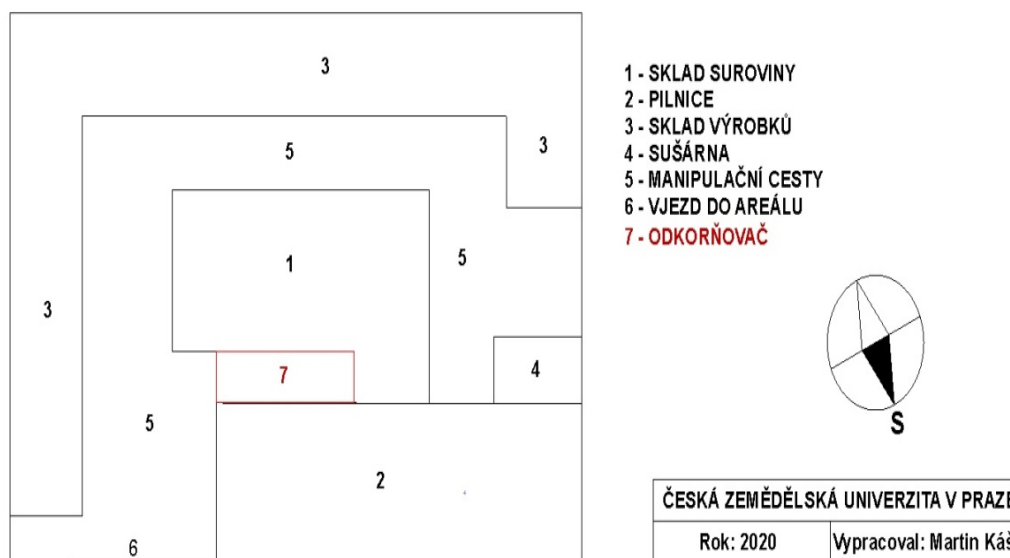 3
3
5
1
5
3
7
4
5
2
6
1 - SKLAD SUROVINY
2 - PILNICE
3 - SKLAD VÝROBKŮ
4 - SUŠÁRNA
5 - MANIPULAČNÍ CESTY
6 - VJEZD DO AREÁLU
7 - ODKORŇOVAČ
S
ČESKÁ ZEMĚDĚLSKÁ UNIVERZITA V PRAZE
Rok: 2020
Vypracoval: Martin